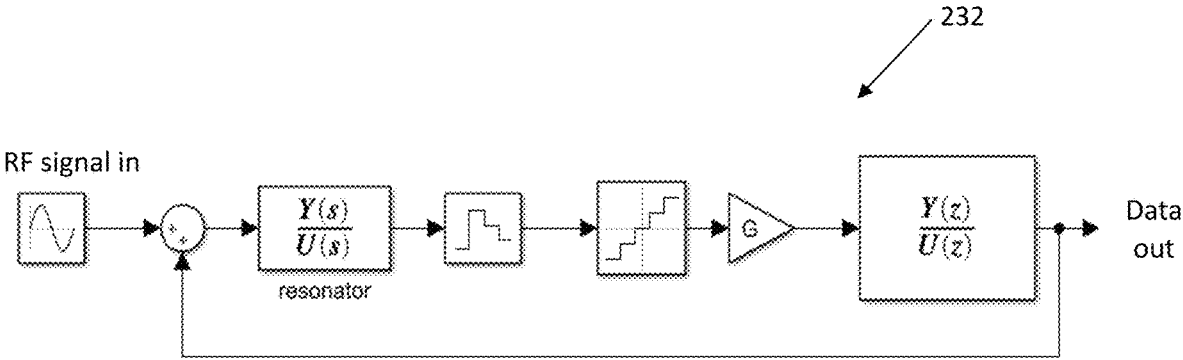 232
RF signal in
+
+
Y(s)
U(s)
resonator
G
Y(z)
U(z)
Data
out